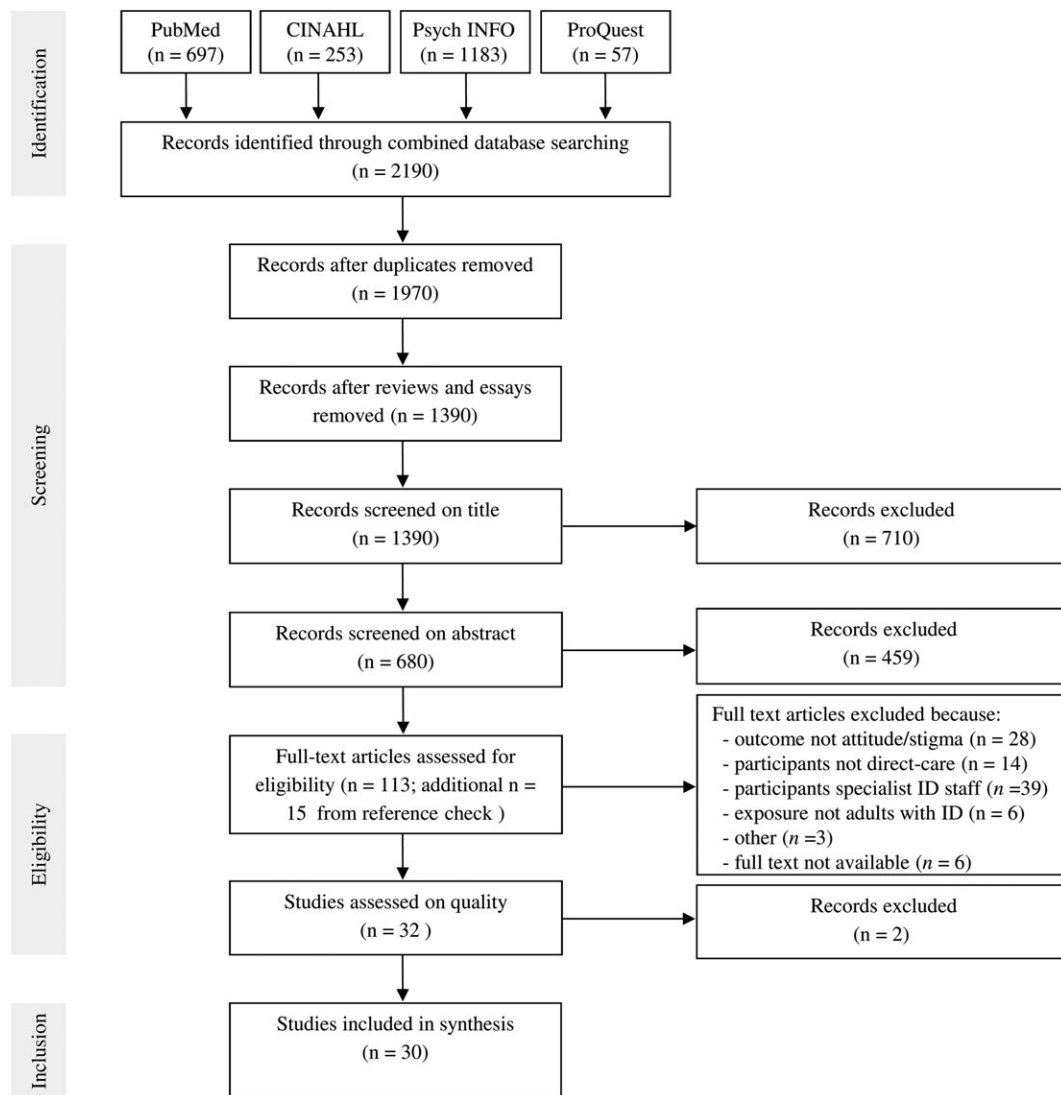 PubMed
(n = 697)
CINAHL
(n = 253)
Psych INFO
(n = 1183)
ProQuest
(n = 57)
Identification
Records identified through combined database searching
(n = 2190)
Screening
Records after duplicates removed
(n = 1970)
Records after reviews and essays
removed (n = 1390)
Records screened on title
(n = 1390)
Records excluded
(n = 710)
Records screened on abstract
(n = 680)
Records excluded
(n = 459)
Eligibility
Full-text articles assessed for
eligibility (n = 113; additional n =
15 from reference check )
Full text articles excluded because:
- outcome not attitude/stigma (n = 28)
- participants not direct-care (n = 14)
- participants specialist ID staff (n =39)
- exposure not adults with ID (n = 6)
- other (n =3)
- full text not available (n = 6)
Studies assessed on quality
(n = 32 )
Records excluded
(n = 2)
Inclusion
Studies included in synthesis
(n = 30)